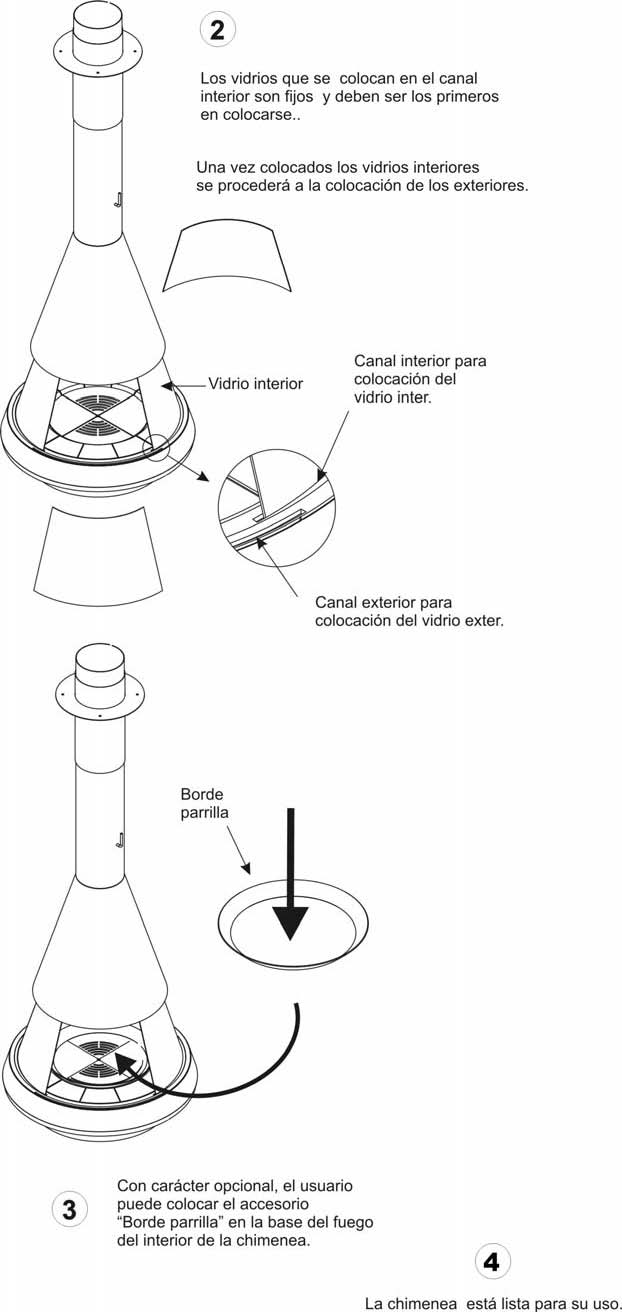 2
Los vidrios que se colocan en el canal
interior son fijos y deben ser los primeros
en colocarse..
Una vez colocados los vidrios interiores
se procederá a la colocación de los exteriores.
Vidrio interior
Canal interior para
colocación del
vidrio inter.
Canal exterior para
colocación del vidrio exter.
Borde
parrilla
3
Con carácter opcional, el usuario
puede colocar el accesorio
“Borde parrilla” en la base del fuego
del interior de la chimenea.
4
La chimenea está lista para su uso.